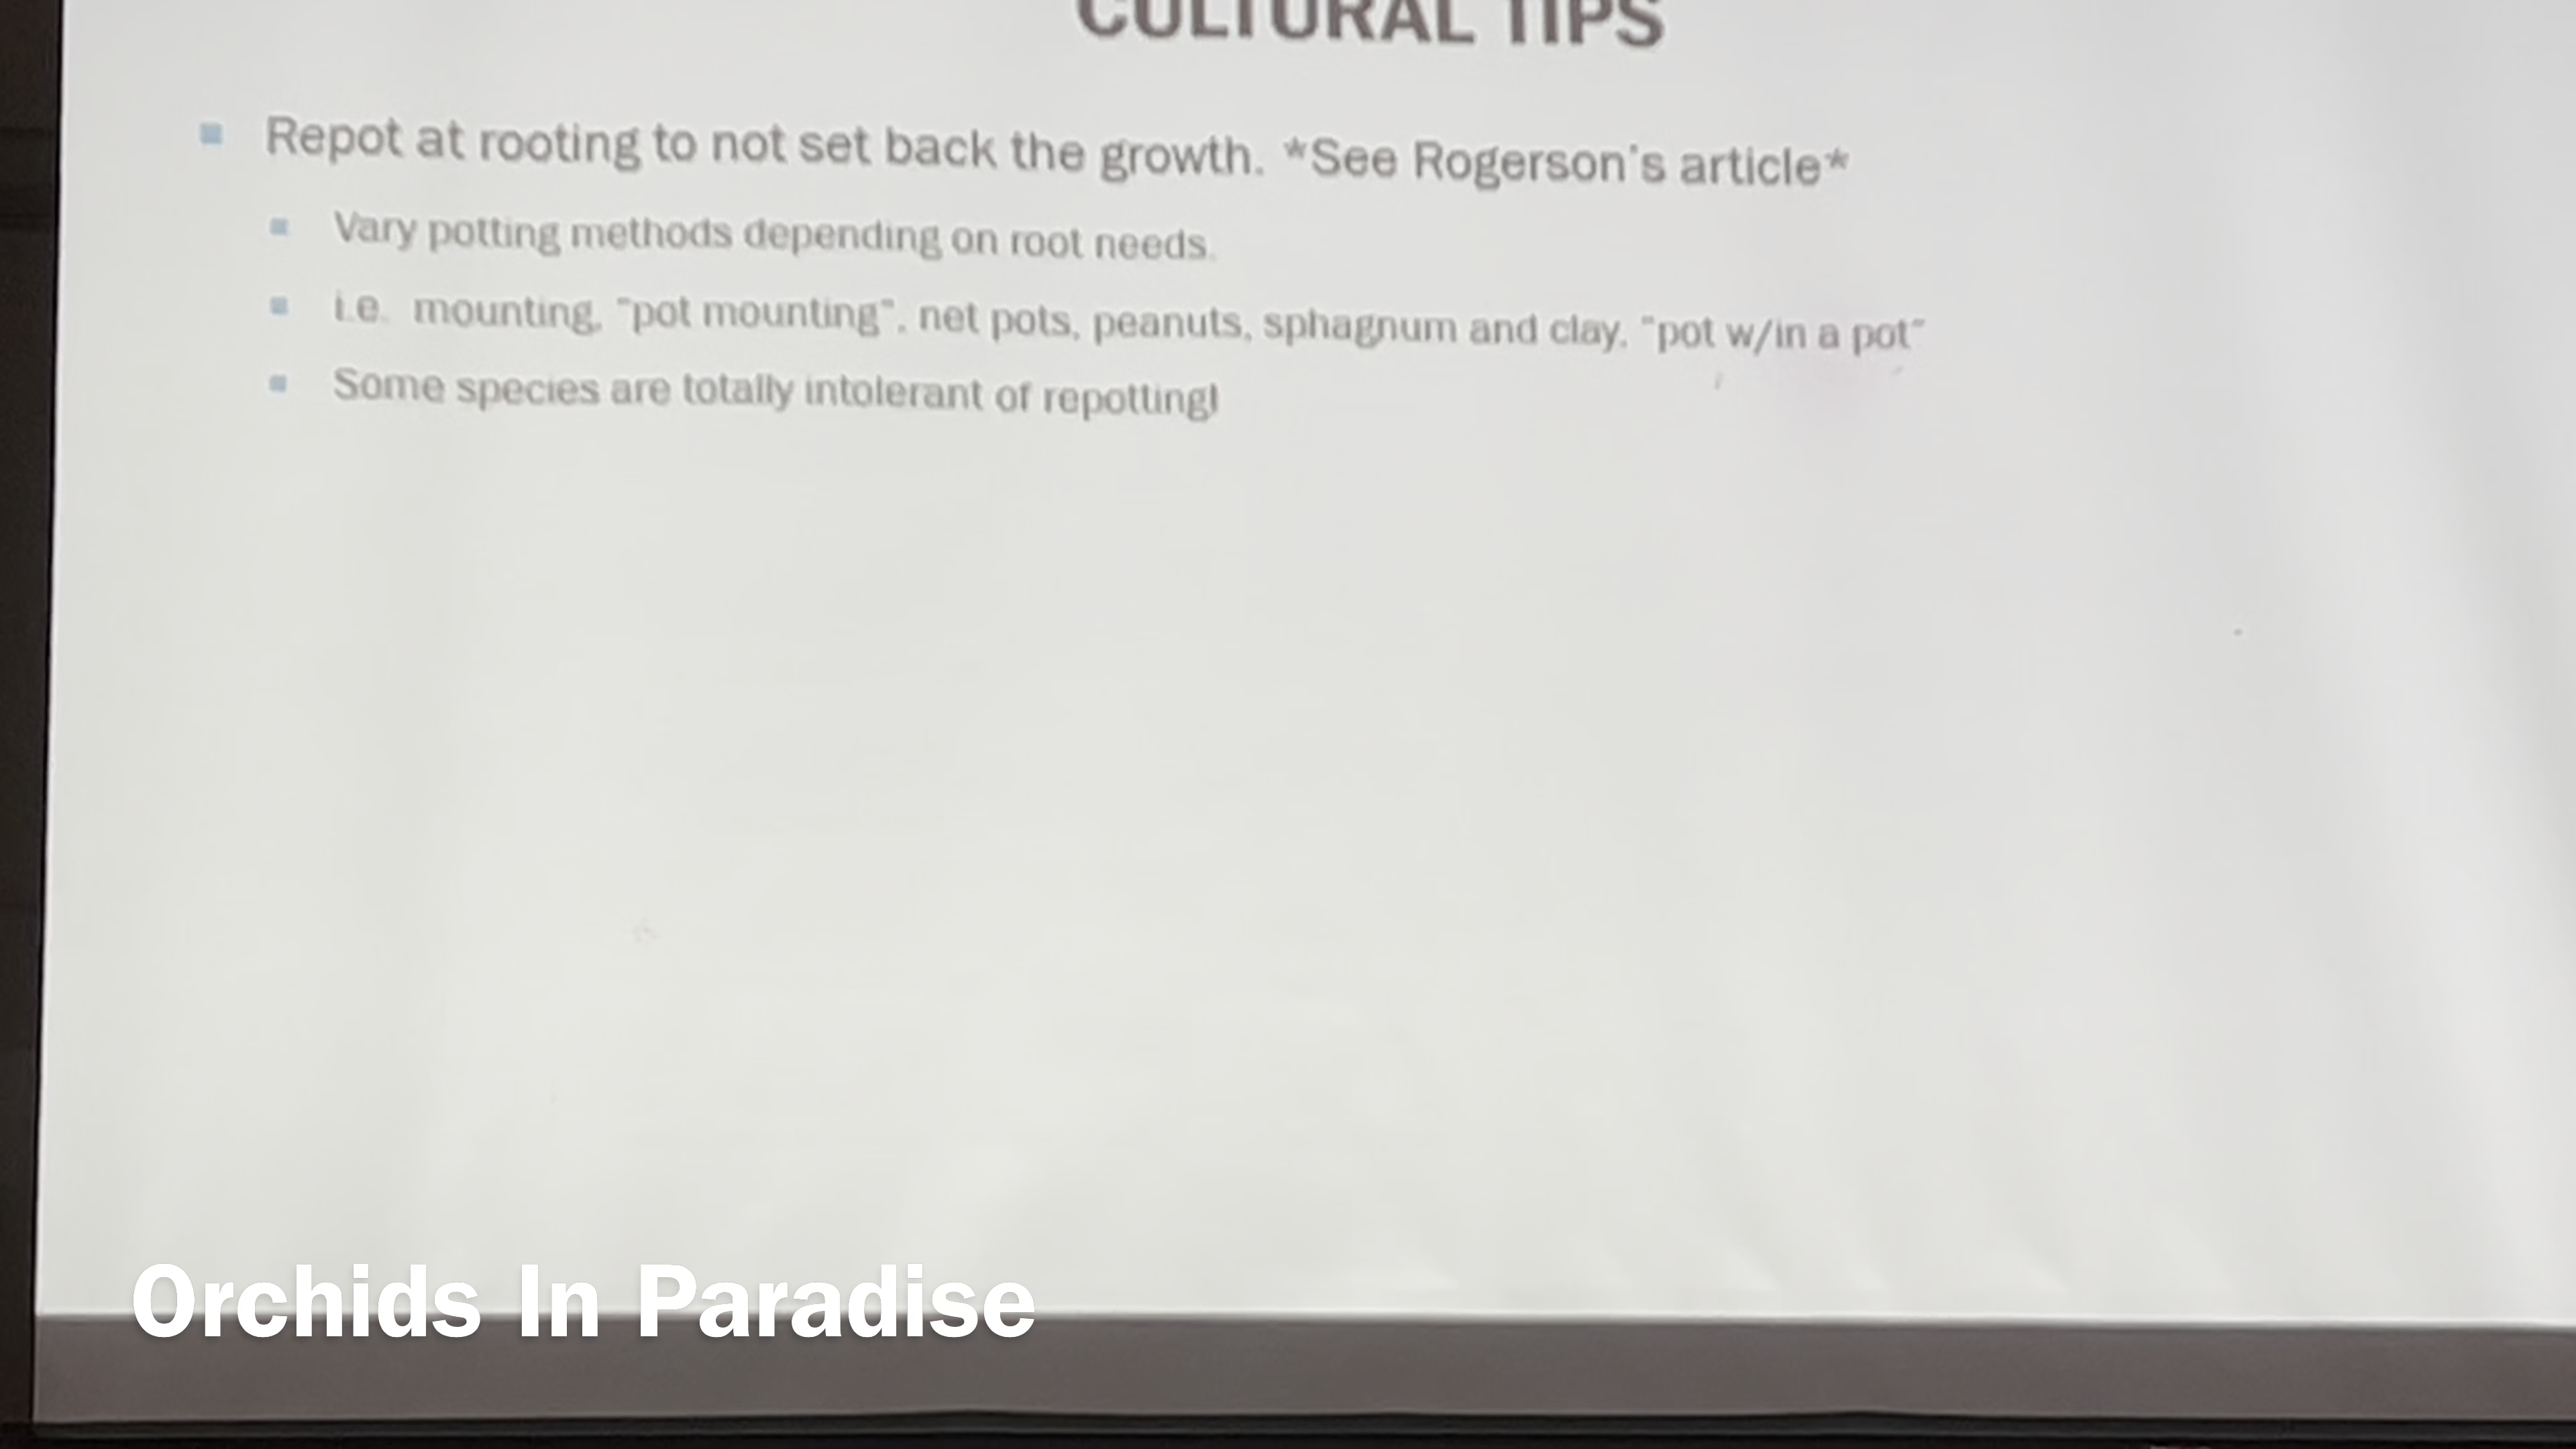 CULTURAL TIPS
Repot at rooting to not set back the growth. *See Rogerson's article*
Vary potting methods depending on root needs.
i.e. mounting, "pot mounting", net pots, peanuts, sphagnum and clay, "pot w/in a pot"
Some species are totally intolerant of repotting!
Orchids In Paradise